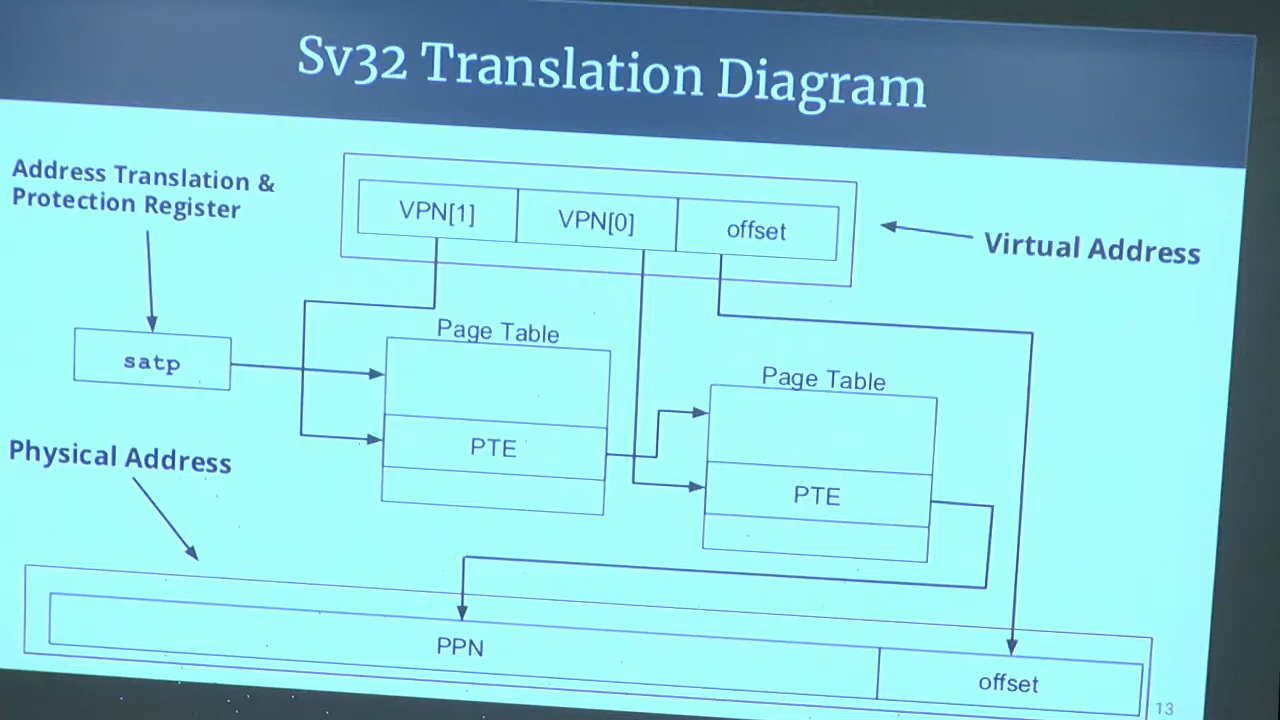 Sv32 Translation Diagram
Address Translation &
Protection Register
VPN[1]
VPN[0]
offset
Virtual Address
satp
Page Table
PTE
Page Table
PTE
Physical Address
PPN
offset
13